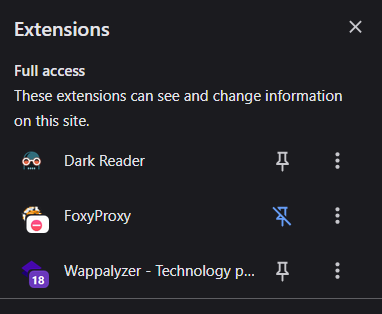 Extensions
Full access
These extensions can see and change information
on this site.
Dark Reader
FoxyProxy
Wappalyzer - Technology p...
18